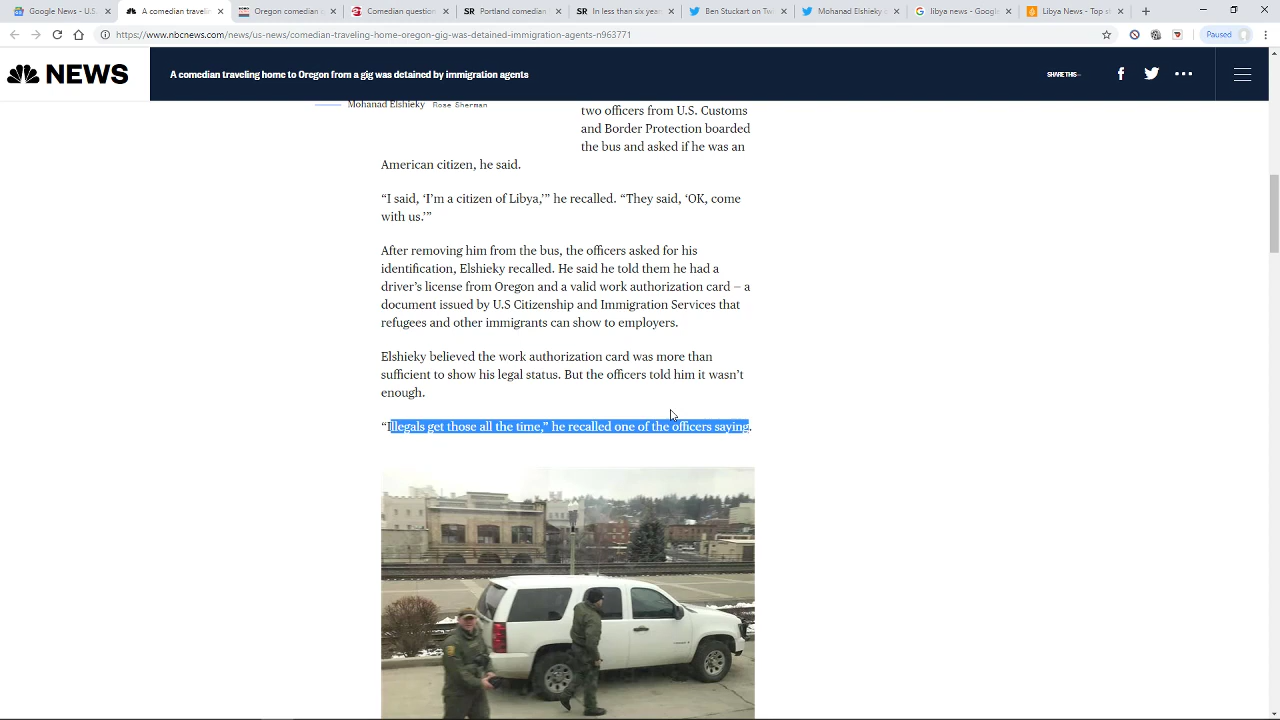 Google News - U.S.
A comedian traveli
Oregon comedian
Comedian question
Portland comedian
In less than six year
Ben Stuckart on Tw
Mohanad Elshieky
libya news - Google
Libya News - Top s
https://www.nbcnews.com/news/us-news/comedian-traveling-home-oregon-gig-was-detained-immigration-agents-n963771
Paused
NEWS
A comedian traveling home to Oregon from a gig was detained by immigration agents
SHARE THIS —
Mohanad Elshieky Rose Sherman
two officers from U.S. Customs
and Border Protection boarded
the bus and asked if he was an
American citizen, he said.
“I said, ‘I’m a citizen of Libya,’” he recalled. “They said, ‘OK, come
with us.’”
After removing him from the bus, the officers asked for his
identification, Elshieky recalled. He said he told them he had a
driver’s license from Oregon and a valid work authorization card — a
document issued by U.S Citizenship and Immigration Services that
refugees and other immigrants can show to employers.
Elshieky believed the work authorization card was more than
sufficient to show his legal status. But the officers told him it wasn’t
enough.
“Illegals get those all the time,” he recalled one of the officers saying.